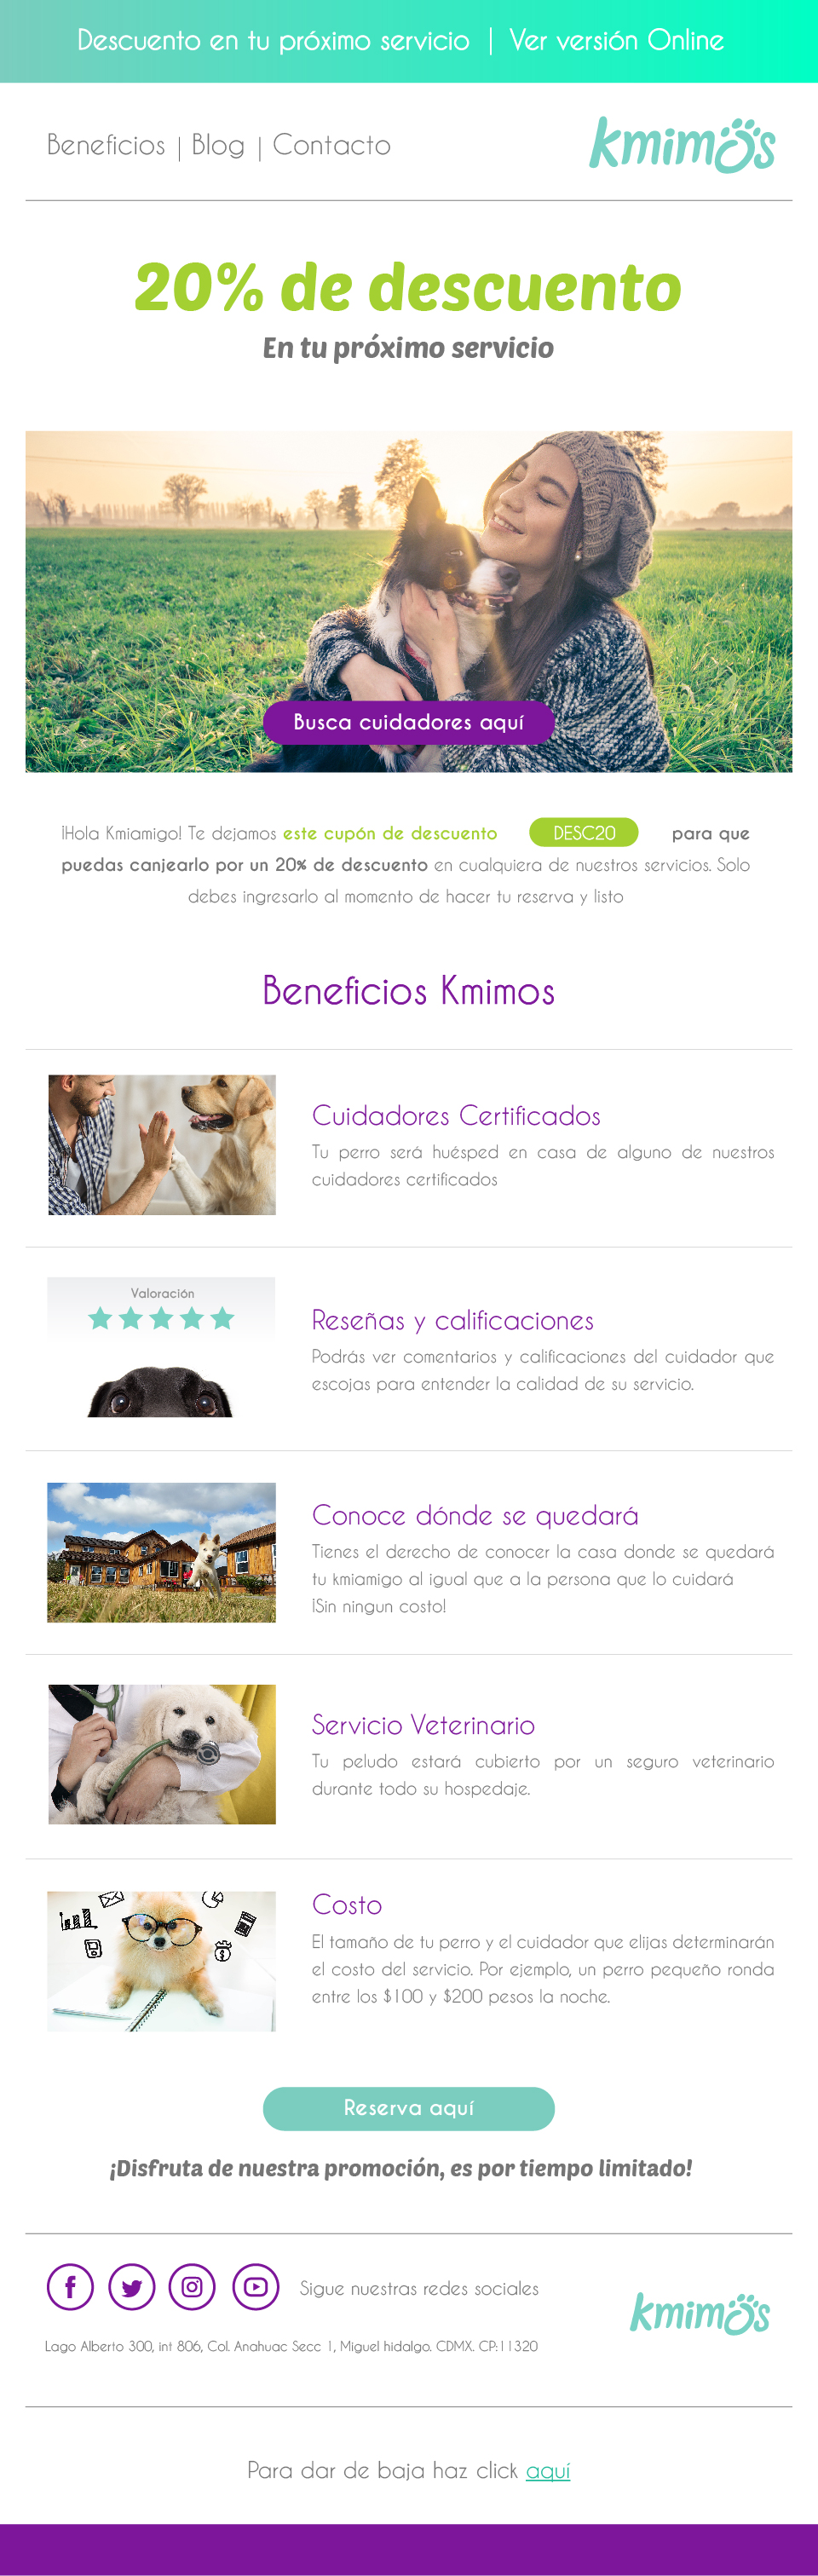 Descuento en tu próximo servicio | Ver versión Online
Beneficios | Blog | Contacto
kmimos
20% de descuento
En tu próximo servicio
Busca cuidadores aquí
¡Hola Kmiamigo! Te dejamos este cupón de descuento DESC20 para que
puedas canjearlo por un 20% de descuento en cualquiera de nuestros servicios. Solo
debes ingresarlo al momento de hacer tu reserva y listo
Beneficios Kmimos
Cuidadores Certificados
Tu perro será huésped en casa de alguno de nuestros
cuidadores certificados
Valoración
Reseñas y calificaciones
Podrás ver comentarios y calificaciones del cuidador que
escojas para entender la calidad de su servicio.
Conoce dónde se quedará
Tienes el derecho de conocer la casa donde se quedará
tu kmiamigo al igual que a la persona que lo cuidará
¡Sin ningun costo!
Servicio Veterinario
Tu peludo estará cubierto por un seguro veterinario
durante todo su hospedaje.
Costo
El tamaño de tu perro y el cuidador que elijas determinarán
el costo del servicio. Por ejemplo, un perro pequeño ronda
entre los $100 y $200 pesos la noche.
Reserva aquí
¡Disfruta de nuestra promoción, es por tiempo limitado!
Sigue nuestras redes sociales
kmimos
Lago Alberto 300, int 806, Col. Anahuac Secc 1, Miguel hidalgo. CDMX. CP:11320
Para dar de baja haz click aquí